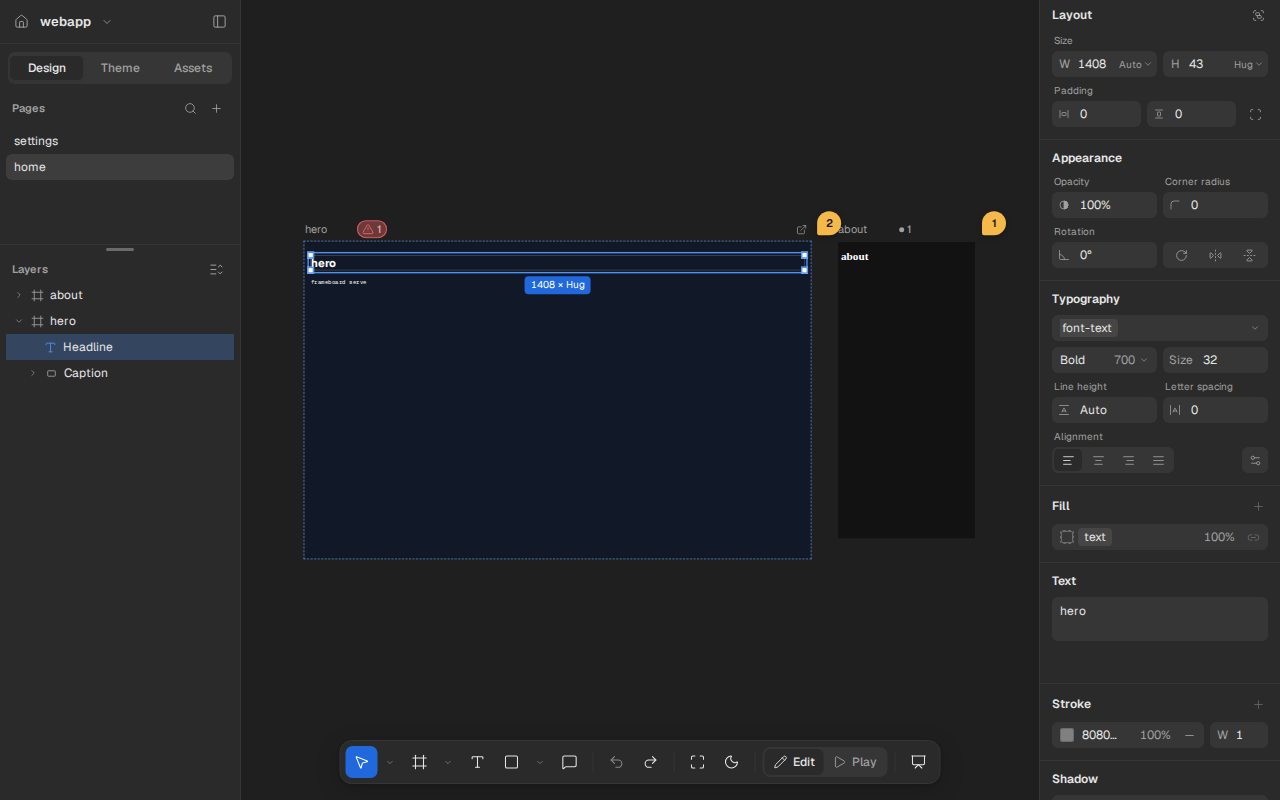 webapp
Design Theme Assets
Pages
settings
home
Layers
about
hero
Headline
Caption
hero 1 2 about 1 1
hero
frameboard serve
1408 × Hug
about
Edit Play
Layout
Size
W 1408 Auto H 43 Hug
Padding
0 0
Appearance
Opacity Corner radius
100% 0
Rotation
0°
Typography
font-text
Bold 700 Size 32
Line height Letter spacing
Auto 0
Alignment
Fill
text 100%
Text
hero
Stroke
8080... 100% W 1
Shadow